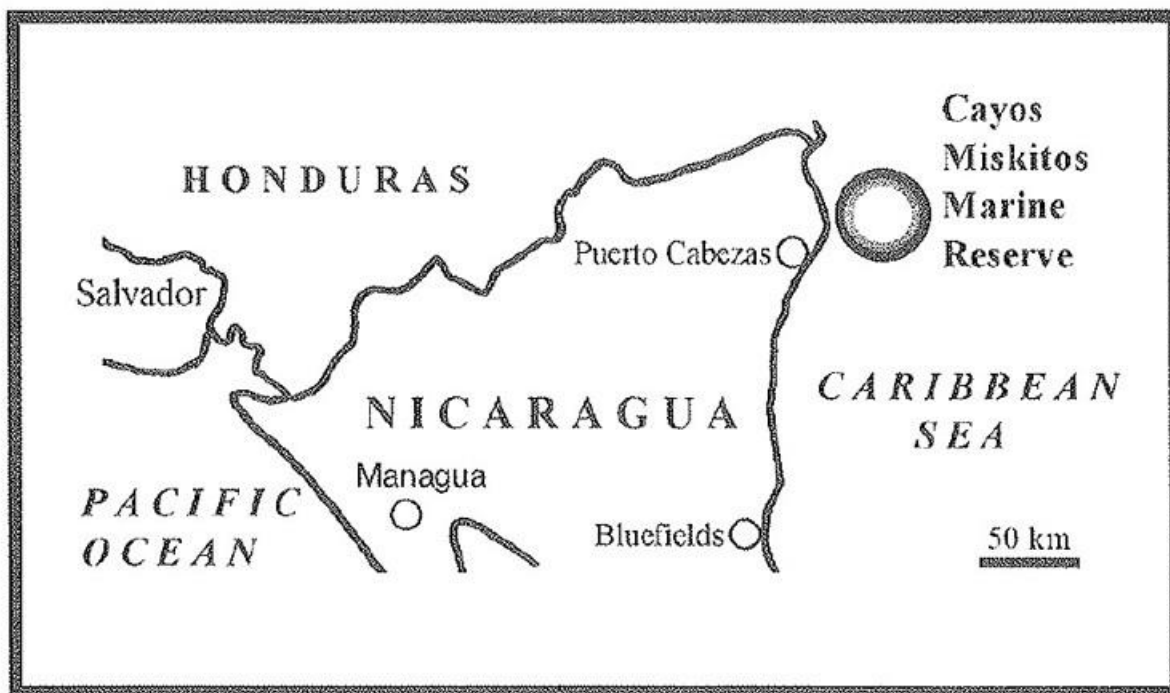 Cayos
Miskitos
Marine
Reserve
HONDURAS
Puerto Cabezas
Salvador
NICARAGUA
CARIBBEAN
SEA
Managua
PACIFIC
OCEAN
Bluefields
50 km